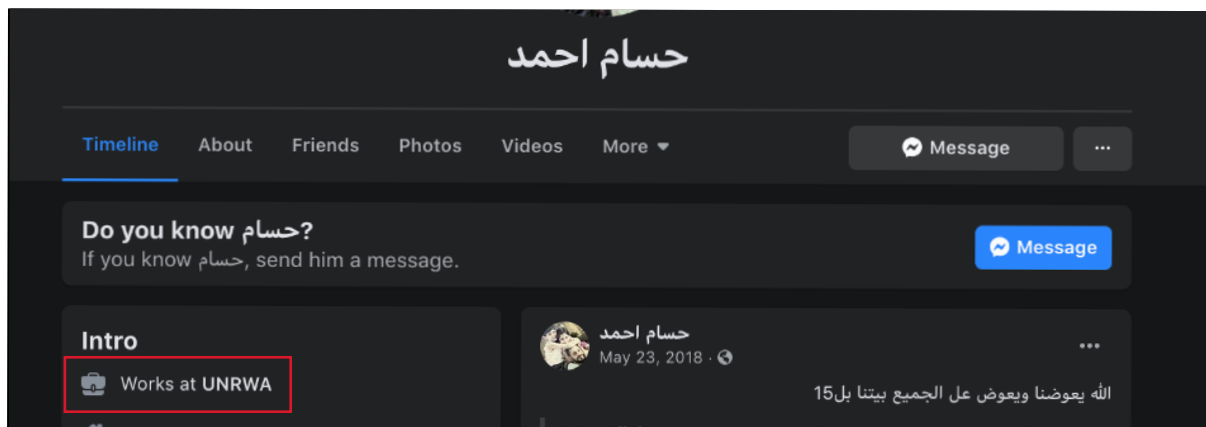 حسام احمد
Timeline About Friends Photos Videos More Message
Do you know حسام?
If you know حسام, send him a message.
Message
Intro
Works at UNRWA
حسام احمد
May 23, 2018 ·
الله يعوضنا ويعوض عل الجميع بيتنا بل15